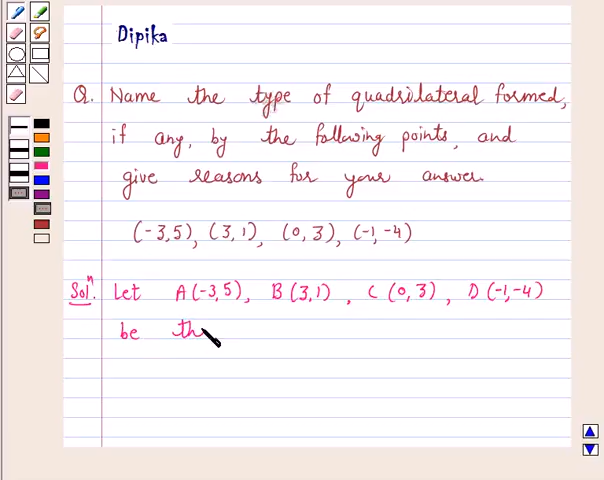 Dipika
Q. Name the type of quadrilateral formed,
if any, by the following points, and
give reasons for your answer.
(-3,5), (3,1), (0,3), (-1,-4)
Solⁿ. Let A(-3,5), B(3,1), C(0,3), D(-1,-4)
be th